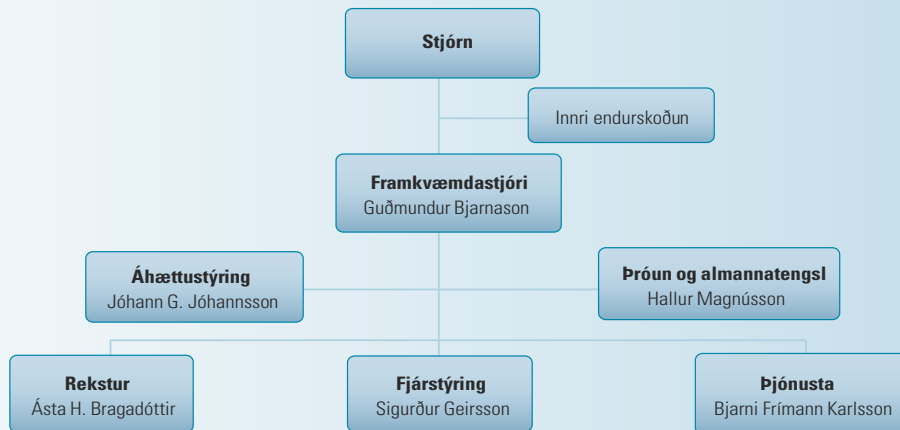 Stjórn
Innri endurskoðun
Framkvæmdastjóri
Guðmundur Bjarnason
Áhættustýring
Jóhann G. Jóhannsson
Þróun og almannatengsl
Hallur Magnússon
Rekstur
Ásta H. Bragadóttir
Fjárstýring
Sigurður Geirsson
Þjónusta
Bjarni Frímann Karlsson